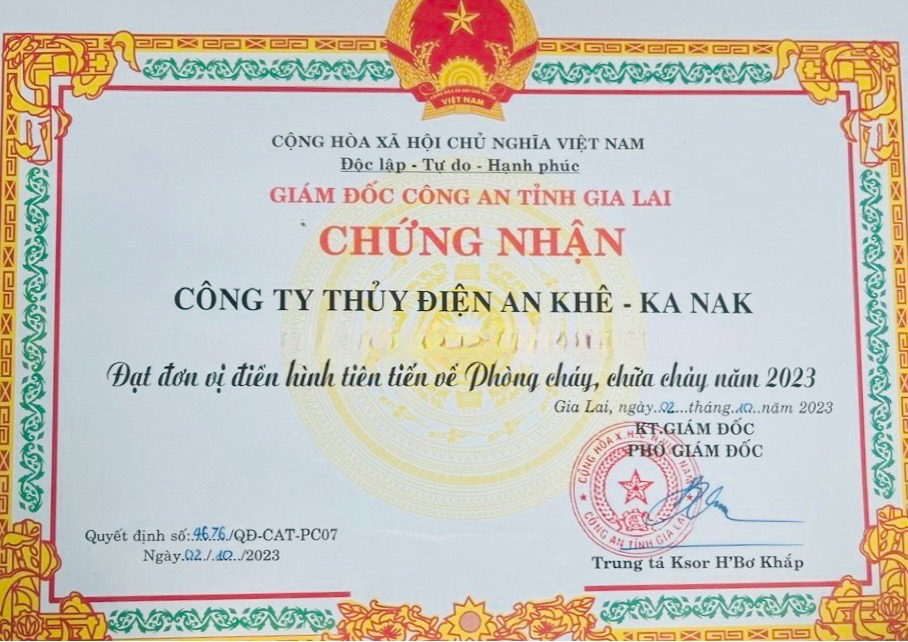 VIỆT NAM
CỘNG HÒA XÃ HỘI CHỦ NGHĨA VIỆT NAM
Độc lập - Tự do - Hạnh phúc
GIÁM ĐỐC CÔNG AN TỈNH GIA LAI
CHỨNG NHẬN
CÔNG TY THỦY ĐIỆN AN KHÊ - KA NAK
Đạt đơn vị điển hình tiên tiến về Phòng cháy, chữa cháy năm 2023
Gia Lai, ngày..02...tháng..10..năm 2023
KT.GIÁM ĐỐC
PHÓ GIÁM ĐỐC
CÔNG AN TỈNH GIA LAI
Quyết định số:.4676./QĐ-CAT-PC07
Ngày.02./.10.../2023
Trung tá Ksor H'Bơ Khắp